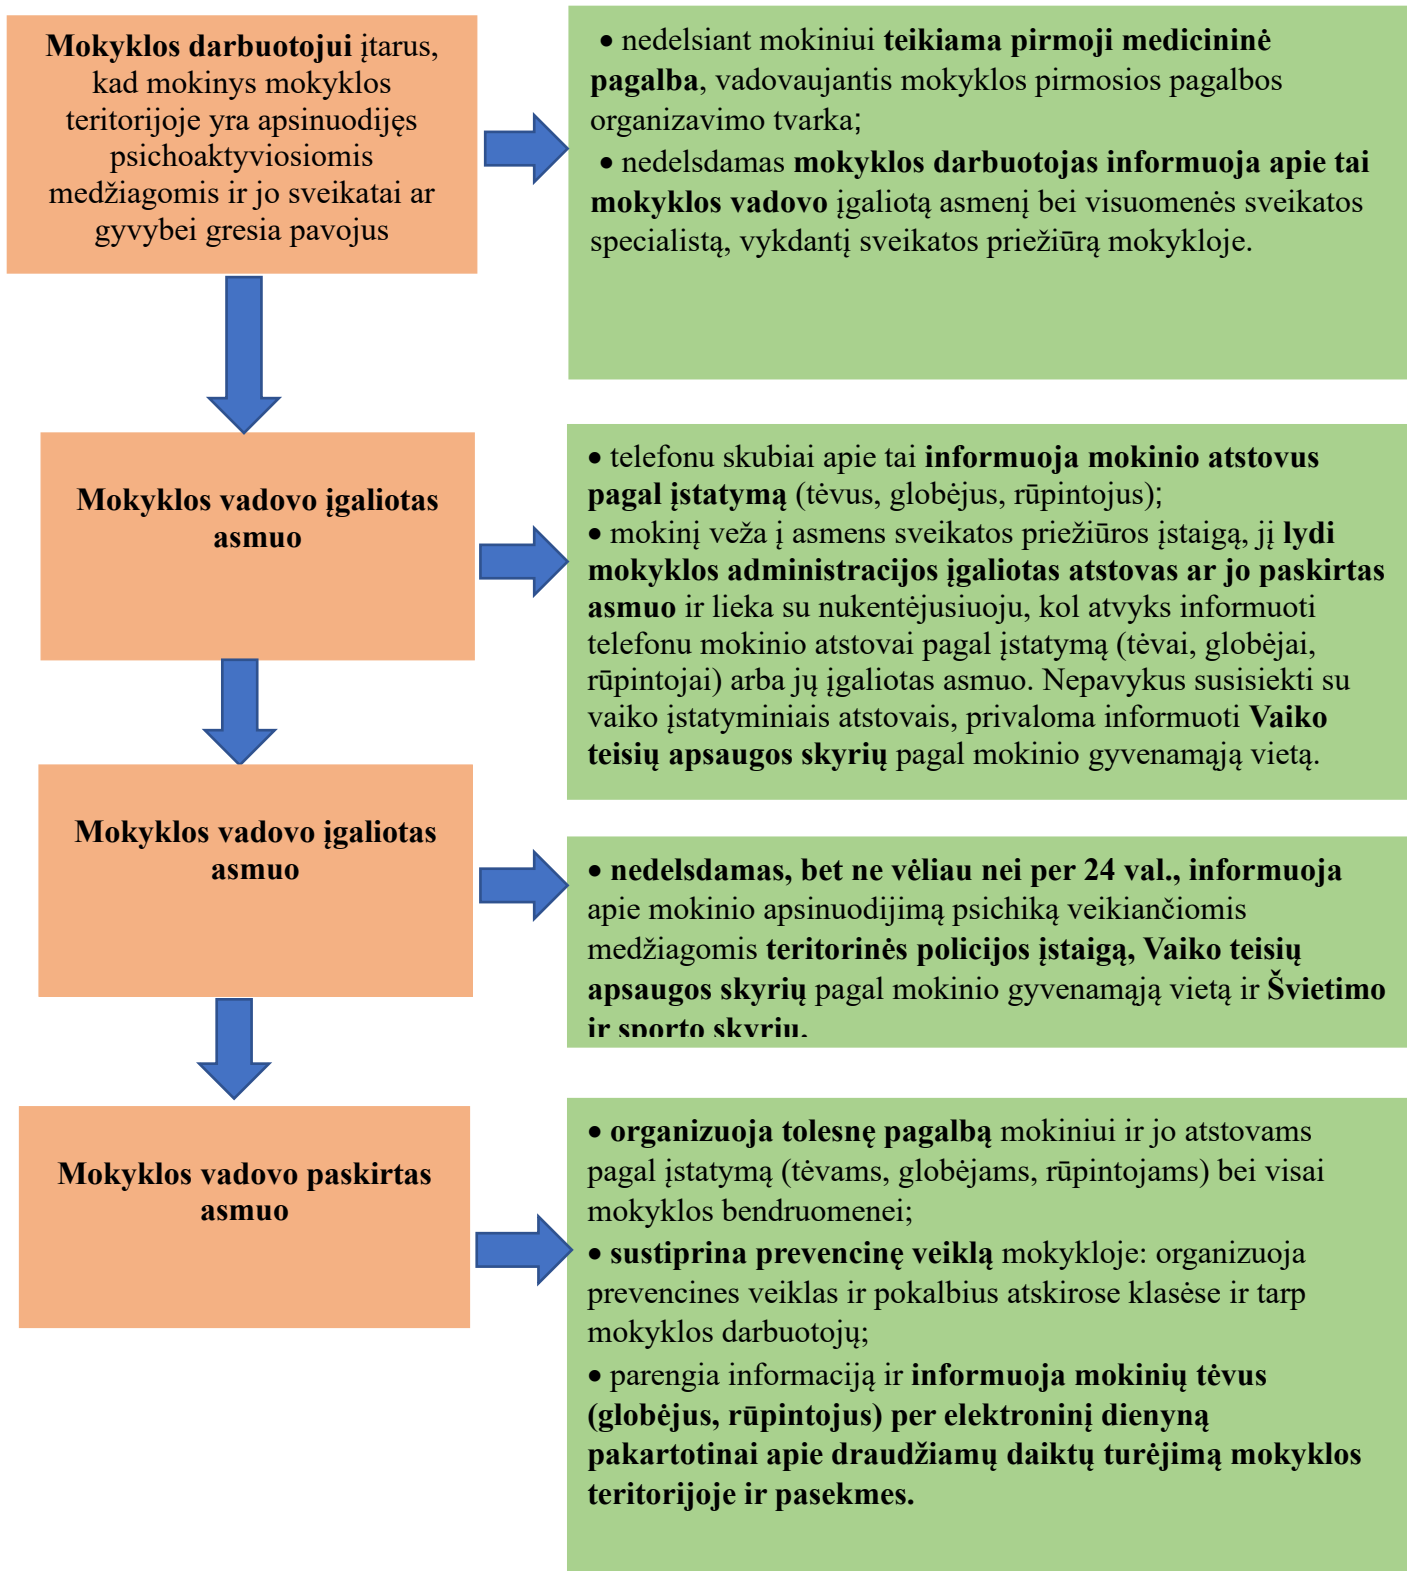 Mokyklos darbuotojui įtarus,
kad mokinys mokyklos
teritorijoje yra apsinuodijęs
psichoaktyviosiomis
medžiagomis ir jo sveikatai ar
gyvybei gresia pavojus
• nedelsiant mokiniui teikiama pirmoji medicininė
pagalba, vadovaujantis mokyklos pirmosios pagalbos
organizavimo tvarka;
• nedelsdamas mokyklos darbuotojas informuoja apie tai
mokyklos vadovo įgaliotą asmenį bei visuomenės sveikatos
specialistą, vykdantį sveikatos priežiūrą mokykloje.
Mokyklos vadovo įgaliotas
asmuo
• telefonu skubiai apie tai informuoja mokinio atstovus
pagal įstatymą (tėvus, globėjus, rūpintojus);
• mokinį veža į asmens sveikatos priežiūros įstaigą, jį lydi
mokyklos administracijos įgaliotas atstovas ar jo paskirtas
asmuo ir lieka su nukentėjusiuoju, kol atvyks informuoti
telefonu mokinio atstovai pagal įstatymą (tėvai, globėjai,
rūpintojai) arba jų įgaliotas asmuo. Nepavykus susisiekti su
vaiko įstatyminiais atstovais, privaloma informuoti Vaiko
teisių apsaugos skyrių pagal mokinio gyvenamąją vietą.
Mokyklos vadovo įgaliotas
asmuo
• nedelsdamas, bet ne vėliau nei per 24 val., informuoja
apie mokinio apsinuodijimą psichiką veikiančiomis
medžiagomis teritorinės policijos įstaigą, Vaiko teisių
apsaugos skyrių pagal mokinio gyvenamąją vietą ir Švietimo
ir sporto skyrių.
Mokyklos vadovo paskirtas
asmuo
• organizuoja tolesnę pagalbą mokiniui ir jo atstovams
pagal įstatymą (tėvams, globėjams, rūpintojams) bei visai
mokyklos bendruomenei;
• sustiprina prevencinę veiklą mokykloje: organizuoja
prevencines veiklas ir pokalbius atskirose klasėse ir tarp
mokyklos darbuotojų;
• parengia informaciją ir informuoja mokinių tėvus
(globėjus, rūpintojus) per elektroninį dienyną
pakartotinai apie draudžiamų daiktų turėjimą mokyklos
teritorijoje ir pasekmes.